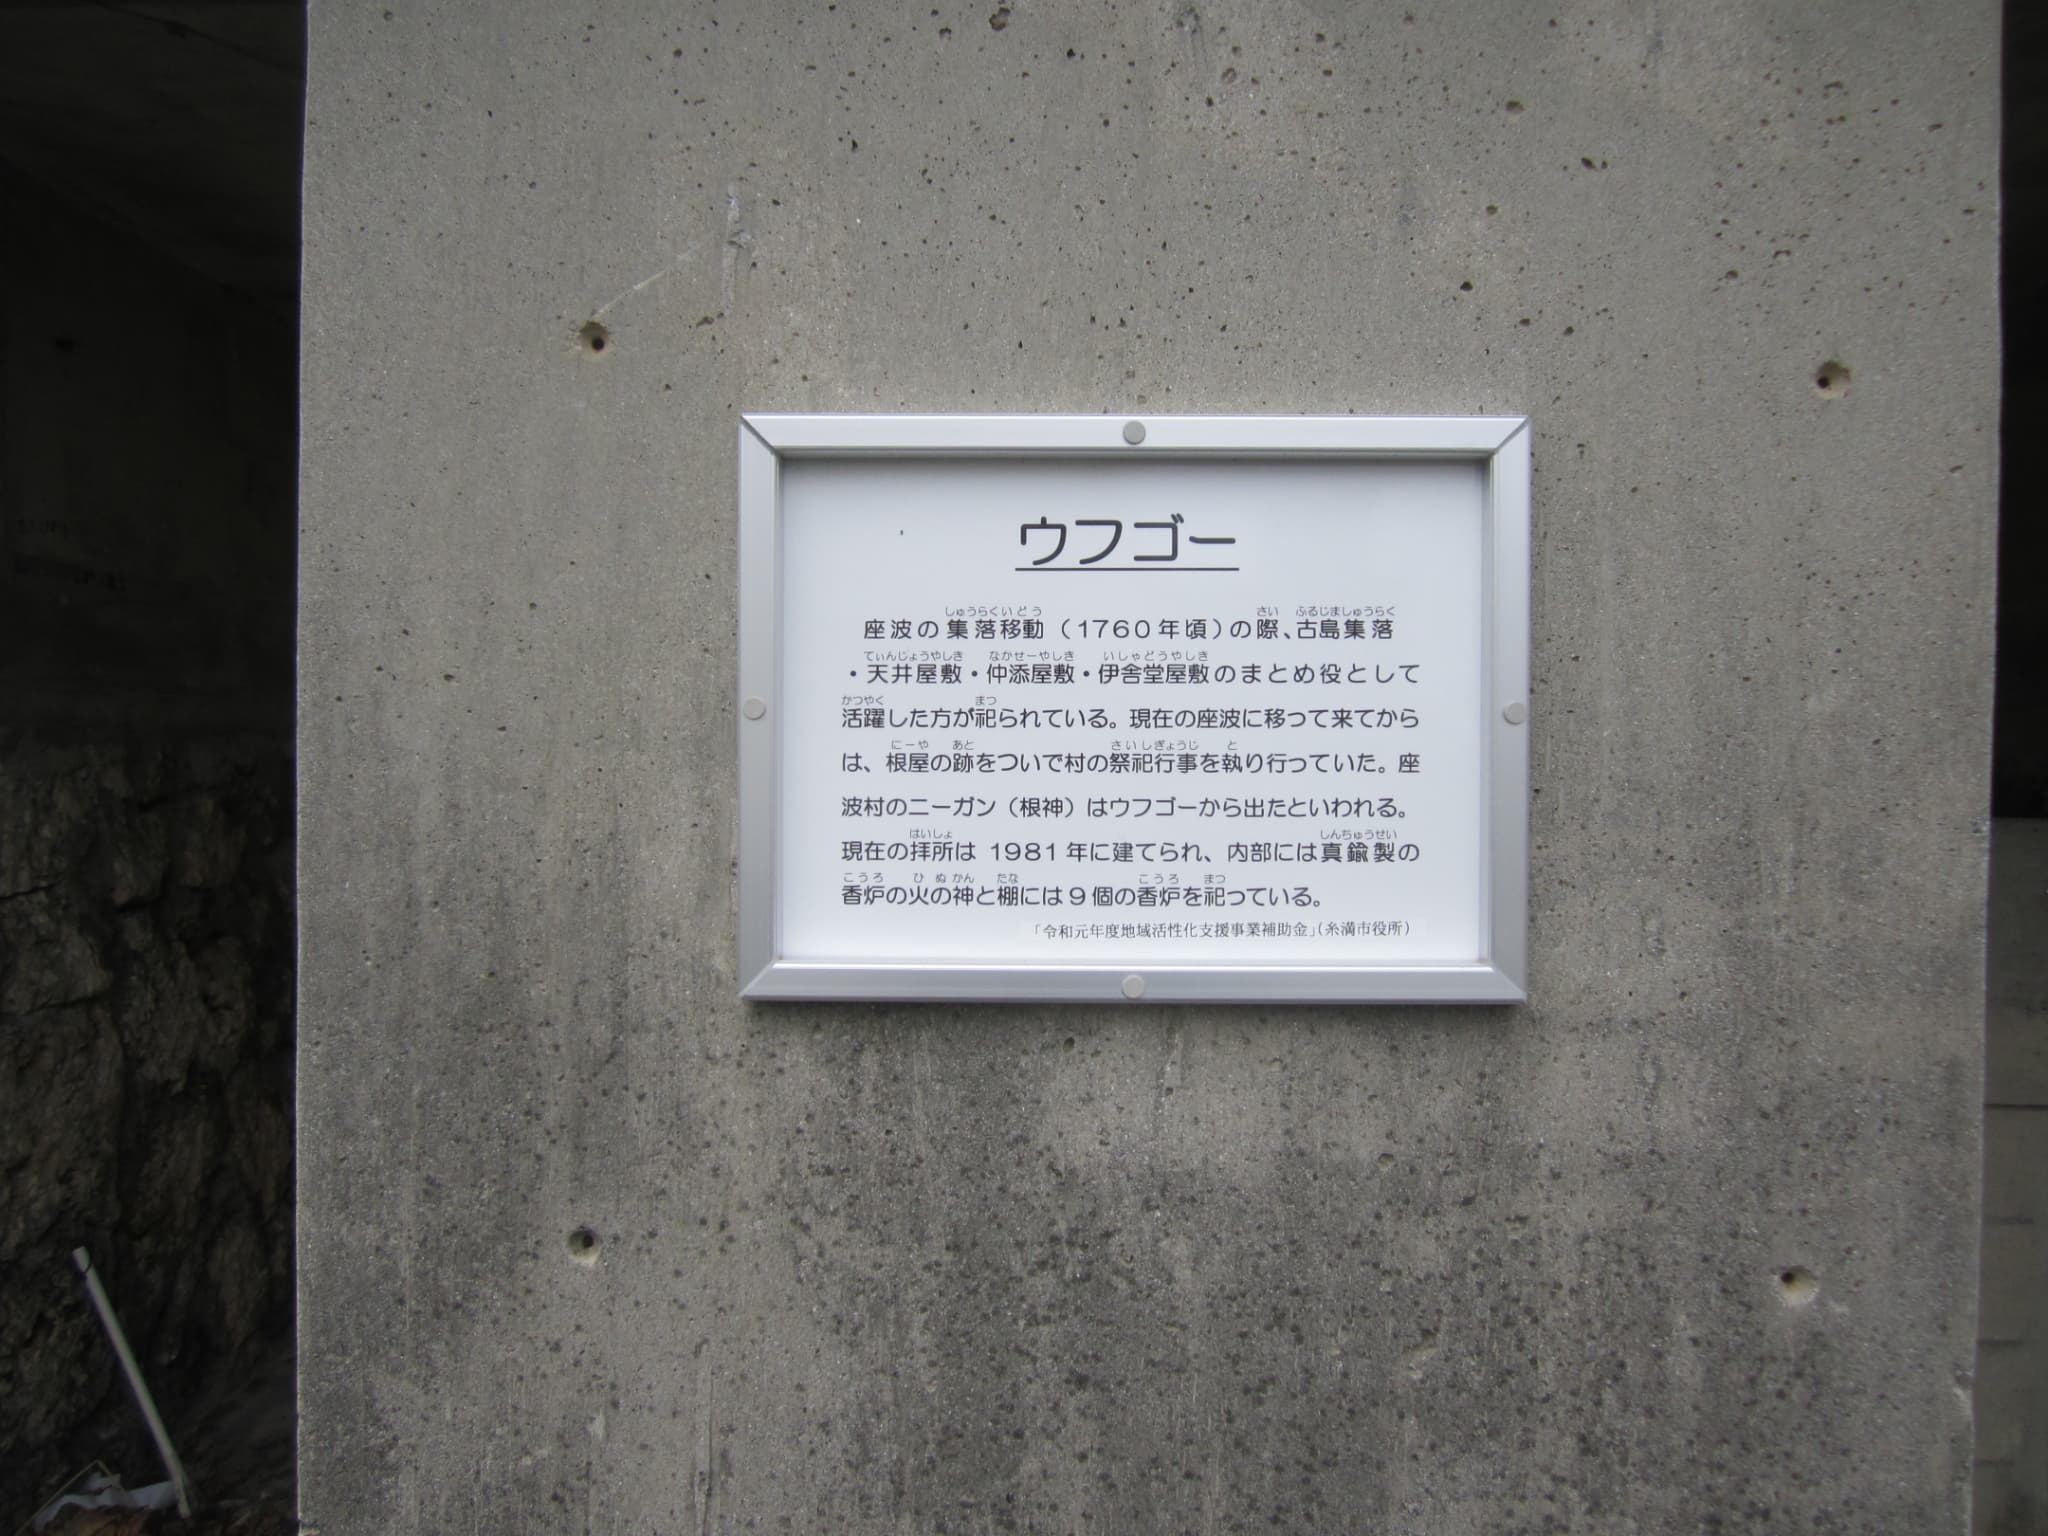 ウフゴー
座波の集落移動（1760年頃）の際、古島集落
・天井屋敷・仲添屋敷・伊舎堂屋敷のまとめ役として
活躍した方が祀られている。現在の座波に移って来てから
は、根屋の跡をついで村の祭祀行事を執り行っていた。座
波村のニーガン（根神）はウフゴーから出たといわれる。
現在の拝所は 1981 年に建てられ、内部には真鍮製の
香炉の火の神と棚には9個の香炉を祀っている。
「令和元年度地域活性化支援事業補助金」（糸満市役所）